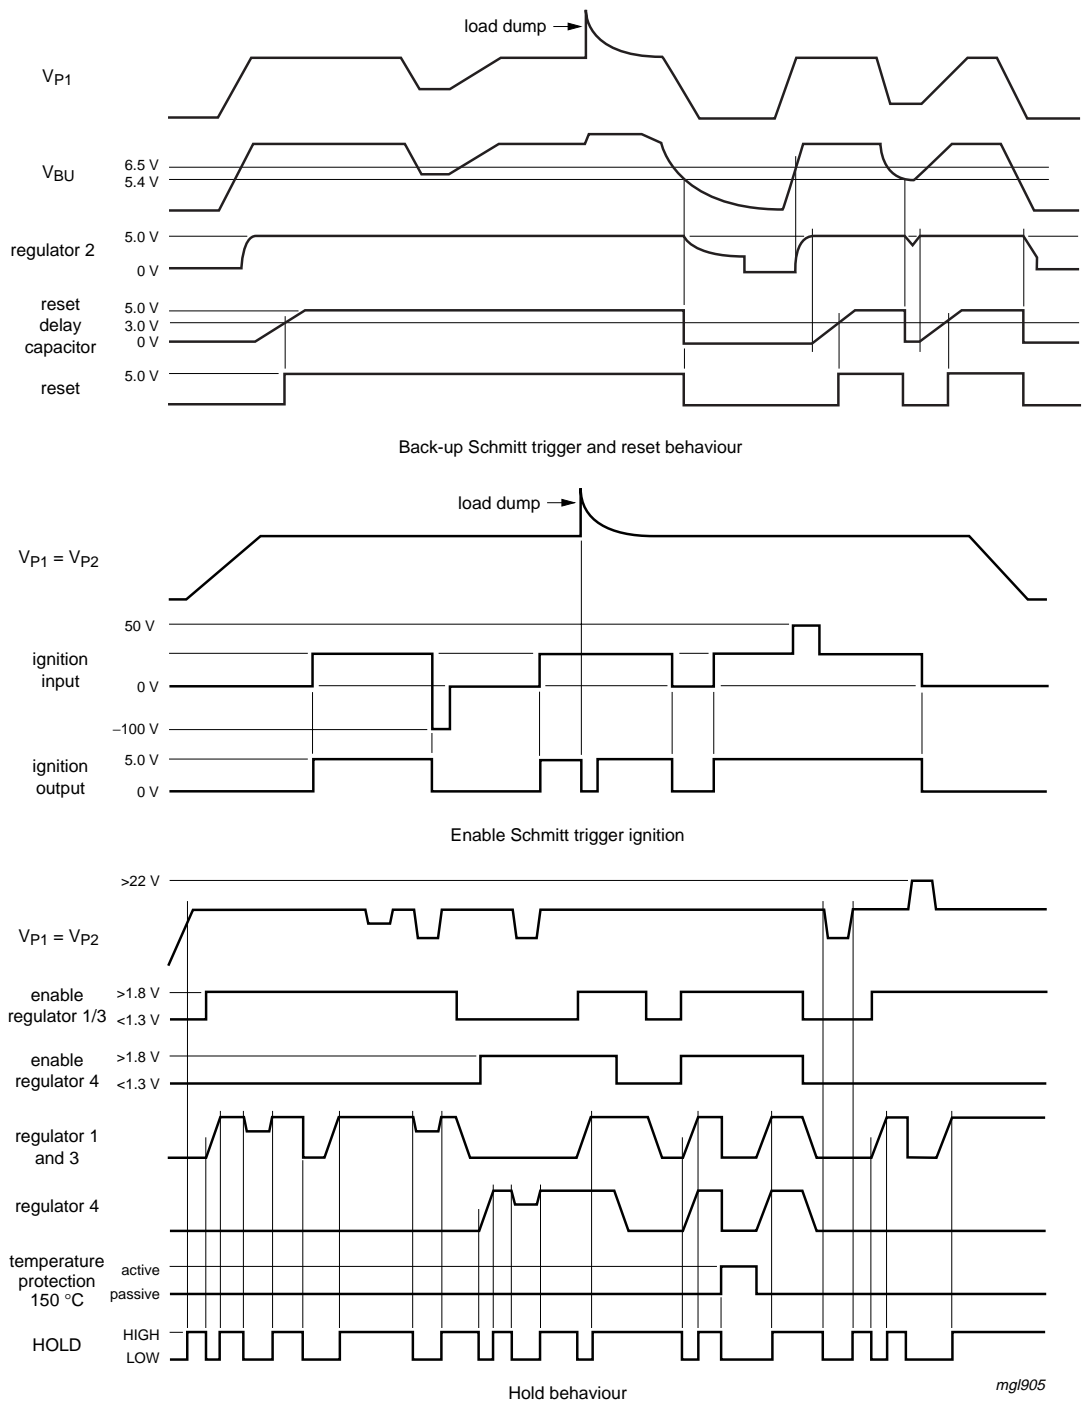 load dump
VP1
VBU
6.5 V
5.4 V
regulator 2
5.0 V
0 V
reset
delay
capacitor
5.0 V
3.0 V
0 V
reset
5.0 V
Back-up Schmitt trigger and reset behaviour
load dump
VP1 = VP2
50 V
ignition
input
0 V
−100 V
ignition
output
5.0 V
0 V
Enable Schmitt trigger ignition
>22 V
VP1 = VP2
enable
regulator 1/3
>1.8 V
<1.3 V
enable
regulator 4
>1.8 V
<1.3 V
regulator 1
and 3
regulator 4
temperature
protection
150 °C
active
passive
HOLD
HIGH
LOW
Hold behaviour
mgl905